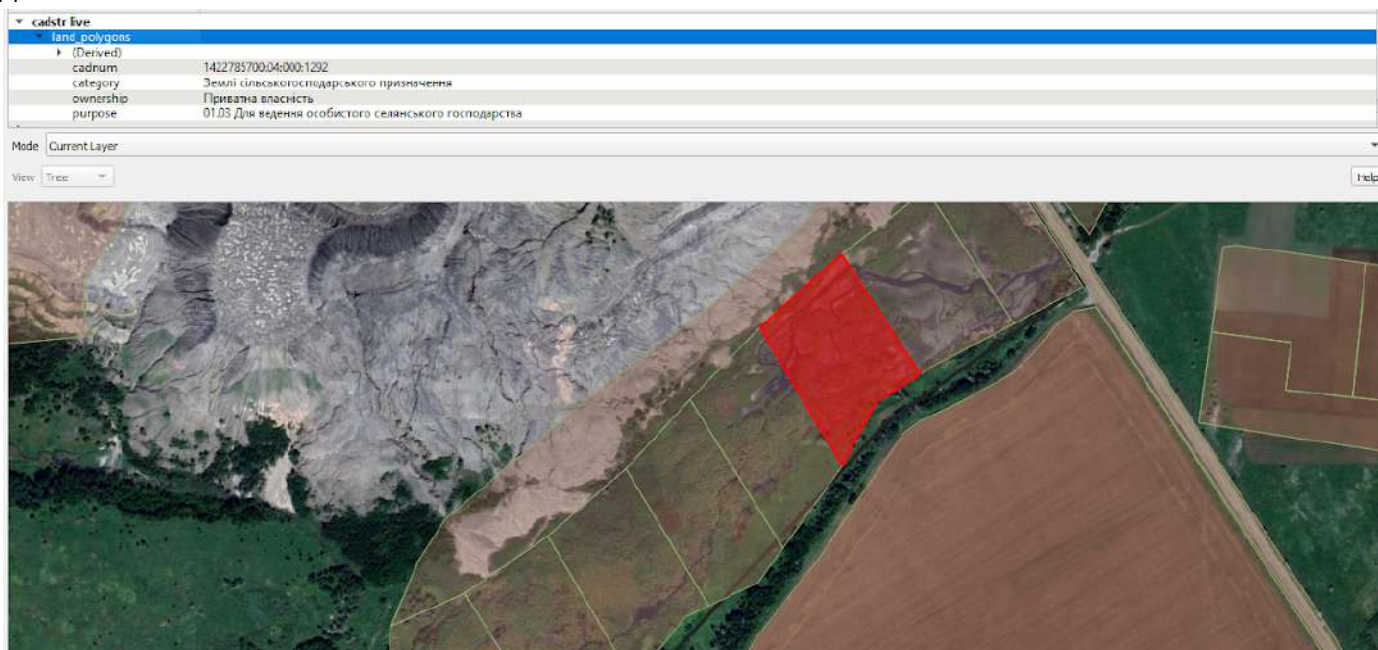 cadstr live
land_polygons
(Derived)
cadnum 1422785700:04:000:1292
category Землі сільськогосподарського призначення
ownership Приватна власність
purpose 01.03 Для ведення особистого селянського господарства
Mode Current Layer
View Tree
Help